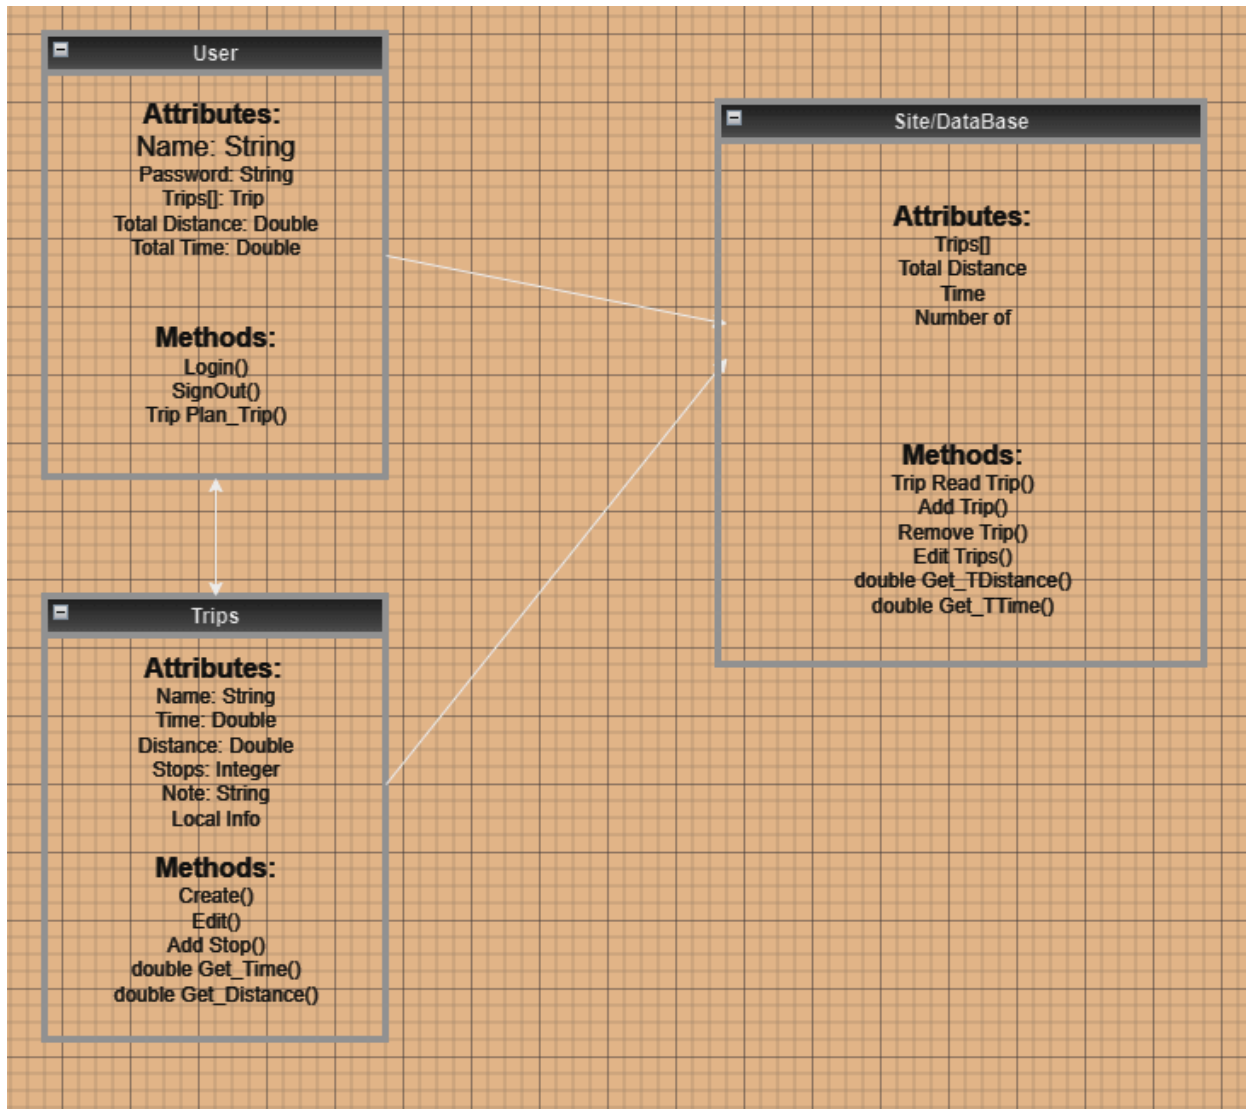 User
Attributes:
Name: String
Password: String
Trips[]: Trip
Total Distance: Double
Total Time: Double
Methods:
Login()
SignOut()
Trip Plan_Trip()
Site/DataBase
Attributes:
Trips[]
Total Distance
Time
Number of
Methods:
Trip Read Trip()
Add Trip()
Remove Trip()
Edit Trips()
double Get_TDistance()
double Get_TTime()
Trips
Attributes:
Name: String
Time: Double
Distance: Double
Stops: Integer
Note: String
Local Info
Methods:
Create()
Edit()
Add Stop()
double Get_Time()
double Get_Distance()